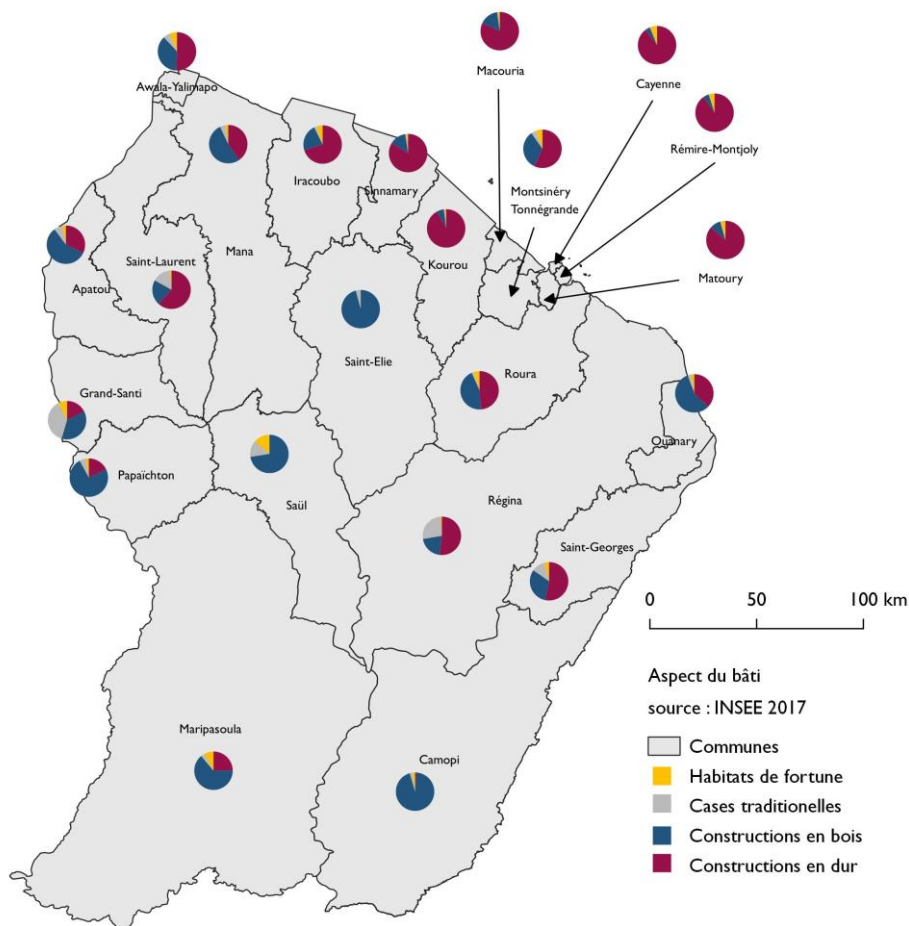 Macouria
Cayenne
Awala-Yalimapo
Rémire-Montjoly
Iracoubo
Sinnamary
Montsinéry
Tonnégrande
Mana
Saint-Laurent
Kourou
Matoury
Apatou
Saint-Elie
Roura
Grand-Santi
Ouanary
Papaïchton
Saül
Régina
Saint-Georges
0 50 100 km
Aspect du bâti
source : INSEE 2017
Maripasoula
Camopi
Communes
Habitats de fortune
Cases traditionelles
Constructions en bois
Constructions en dur